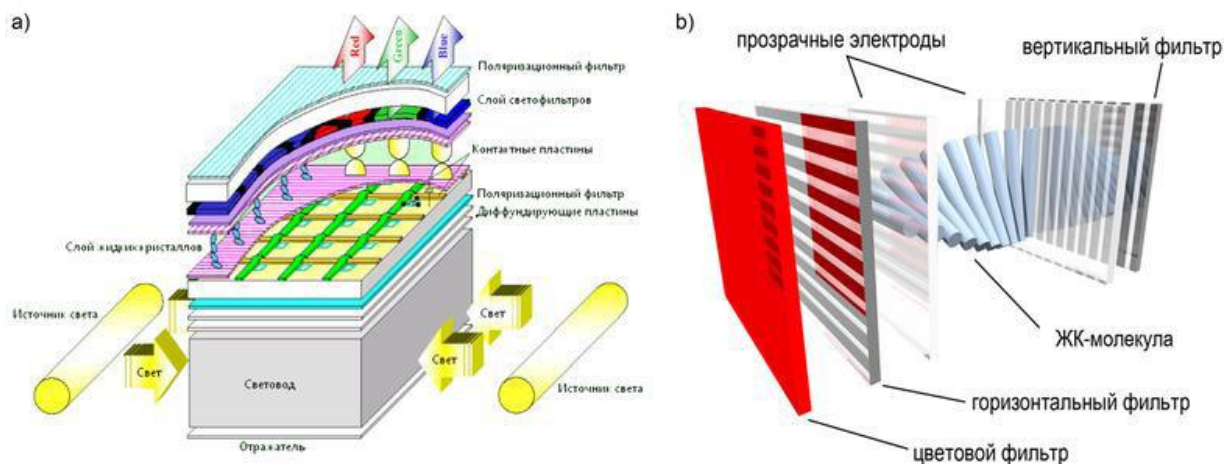 a)
Red
Green
Blue
Поляризационный фильтр
Слой светофильтров
Контактные пластины
Поляризационный фильтр
Диффундирующие пластины
Слой жидких кристаллов
Источник света
Свет
Свет
Свет
Световод
Источник света
Отражатель
b)
прозрачные электроды
вертикальный фильтр
ЖК-молекула
горизонтальный фильтр
цветовой фильтр